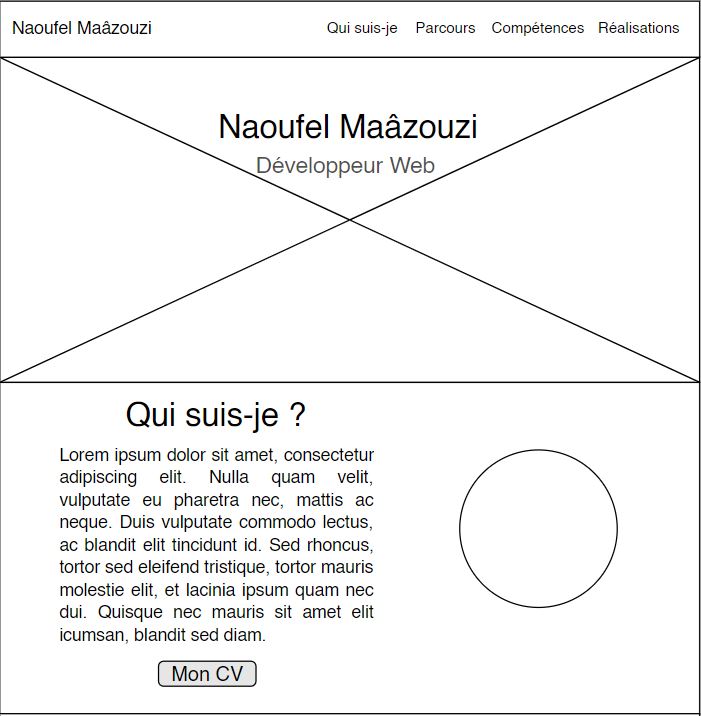 Naoufel Maâzouzi
Qui suis-je Parcours Compétences Réalisations
Naoufel Maâzouzi
Développeur Web
Qui suis-je ?
Lorem ipsum dolor sit amet, consectetur
adipiscing elit. Nulla quam velit,
vulputate eu pharetra nec, mattis ac
neque. Duis vulputate commodo lectus,
ac blandit elit tincidunt id. Sed rhoncus,
tortor sed eleifend tristique, tortor mauris
molestie elit, et lacinia ipsum quam nec
dui. Quisque nec mauris sit amet elit
icumsan, blandit sed diam.
Mon CV